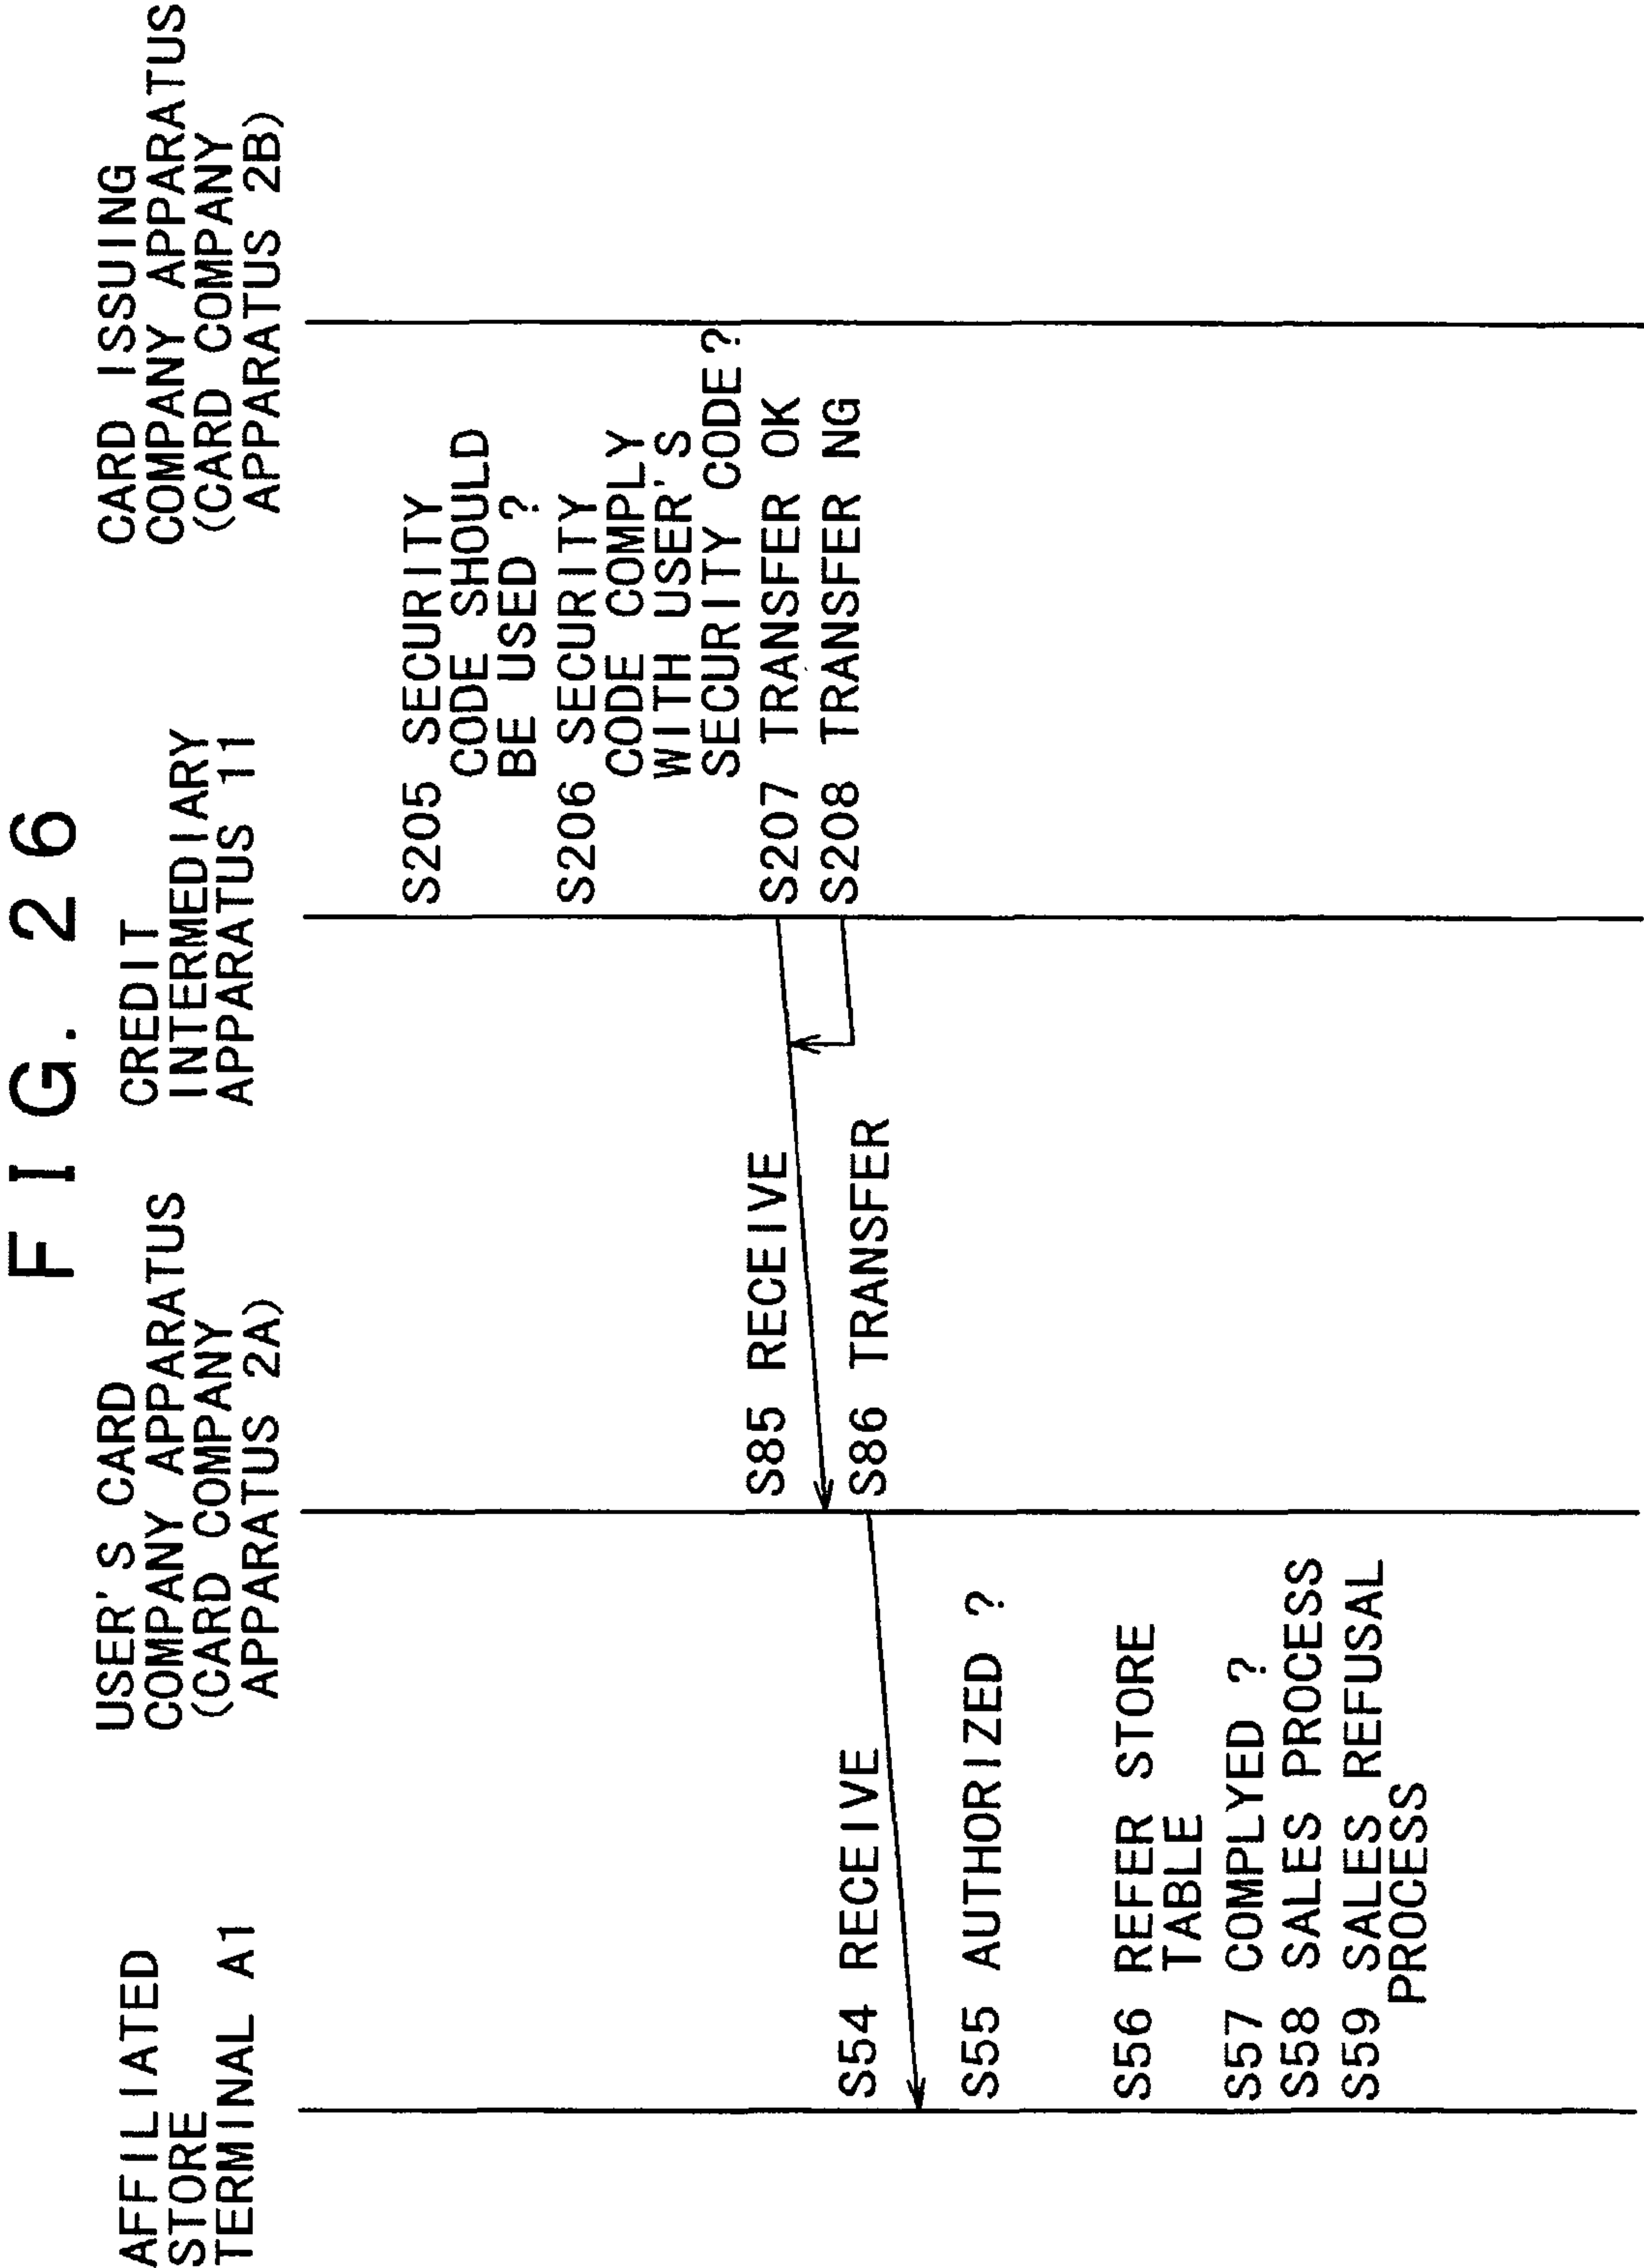 FIG. 26
AFFILIATED
STORE
TERMINAL A1
USER'S CARD
COMPANY APPARATUS
(CARD COMPANY
APPARATUS 2A)
CREDIT
INTERMEDIARY
APPARATUS 11
CARD ISSUING
COMPANY APPARATUS
(CARD COMPANY
APPARATUS 2B)
S205 SECURITY
CODE SHOULD
BE USED ?
S206 SECURITY
CODE COMPLY
WITH USER'S
SECURITY CODE?
S207 TRANSFER OK
S208 TRANSFER NG
S85 RECEIVE
S86 TRANSFER
S54 RECEIVE
S55 AUTHORIZED ?
S56 REFER STORE
TABLE
S57 COMPLYED ?
S58 SALES PROCESS
S59 SALES REFUSAL
PROCESS